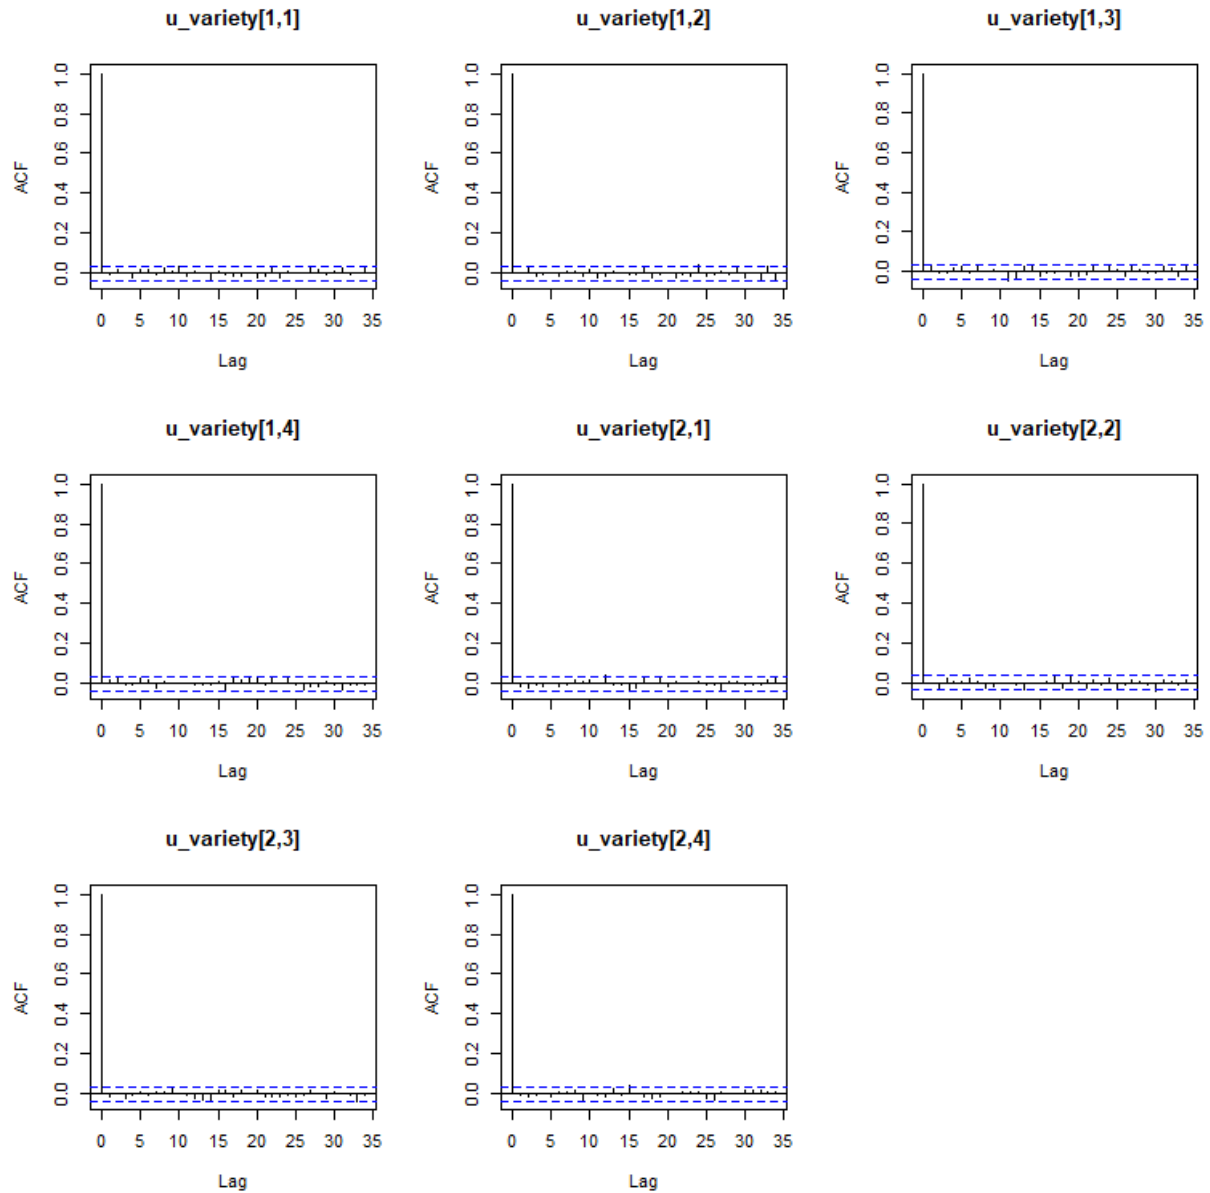 u_variety[1,1] u_variety[1,2] u_variety[1,3]
ACF 0.0 0.2 0.4 0.6 0.8 1.0 ACF 0.0 0.2 0.4 0.6 0.8 1.0 ACF 0.0 0.2 0.4 0.6 0.8 1.0
0 5 10 15 20 25 30 35 0 5 10 15 20 25 30 35 0 5 10 15 20 25 30 35
Lag Lag Lag
u_variety[1,4] u_variety[2,1] u_variety[2,2]
ACF 0.0 0.2 0.4 0.6 0.8 1.0 ACF 0.0 0.2 0.4 0.6 0.8 1.0 ACF 0.0 0.2 0.4 0.6 0.8 1.0
0 5 10 15 20 25 30 35 0 5 10 15 20 25 30 35 0 5 10 15 20 25 30 35
Lag Lag Lag
u_variety[2,3] u_variety[2,4]
ACF 0.0 0.2 0.4 0.6 0.8 1.0 ACF 0.0 0.2 0.4 0.6 0.8 1.0
0 5 10 15 20 25 30 35 0 5 10 15 20 25 30 35
Lag Lag